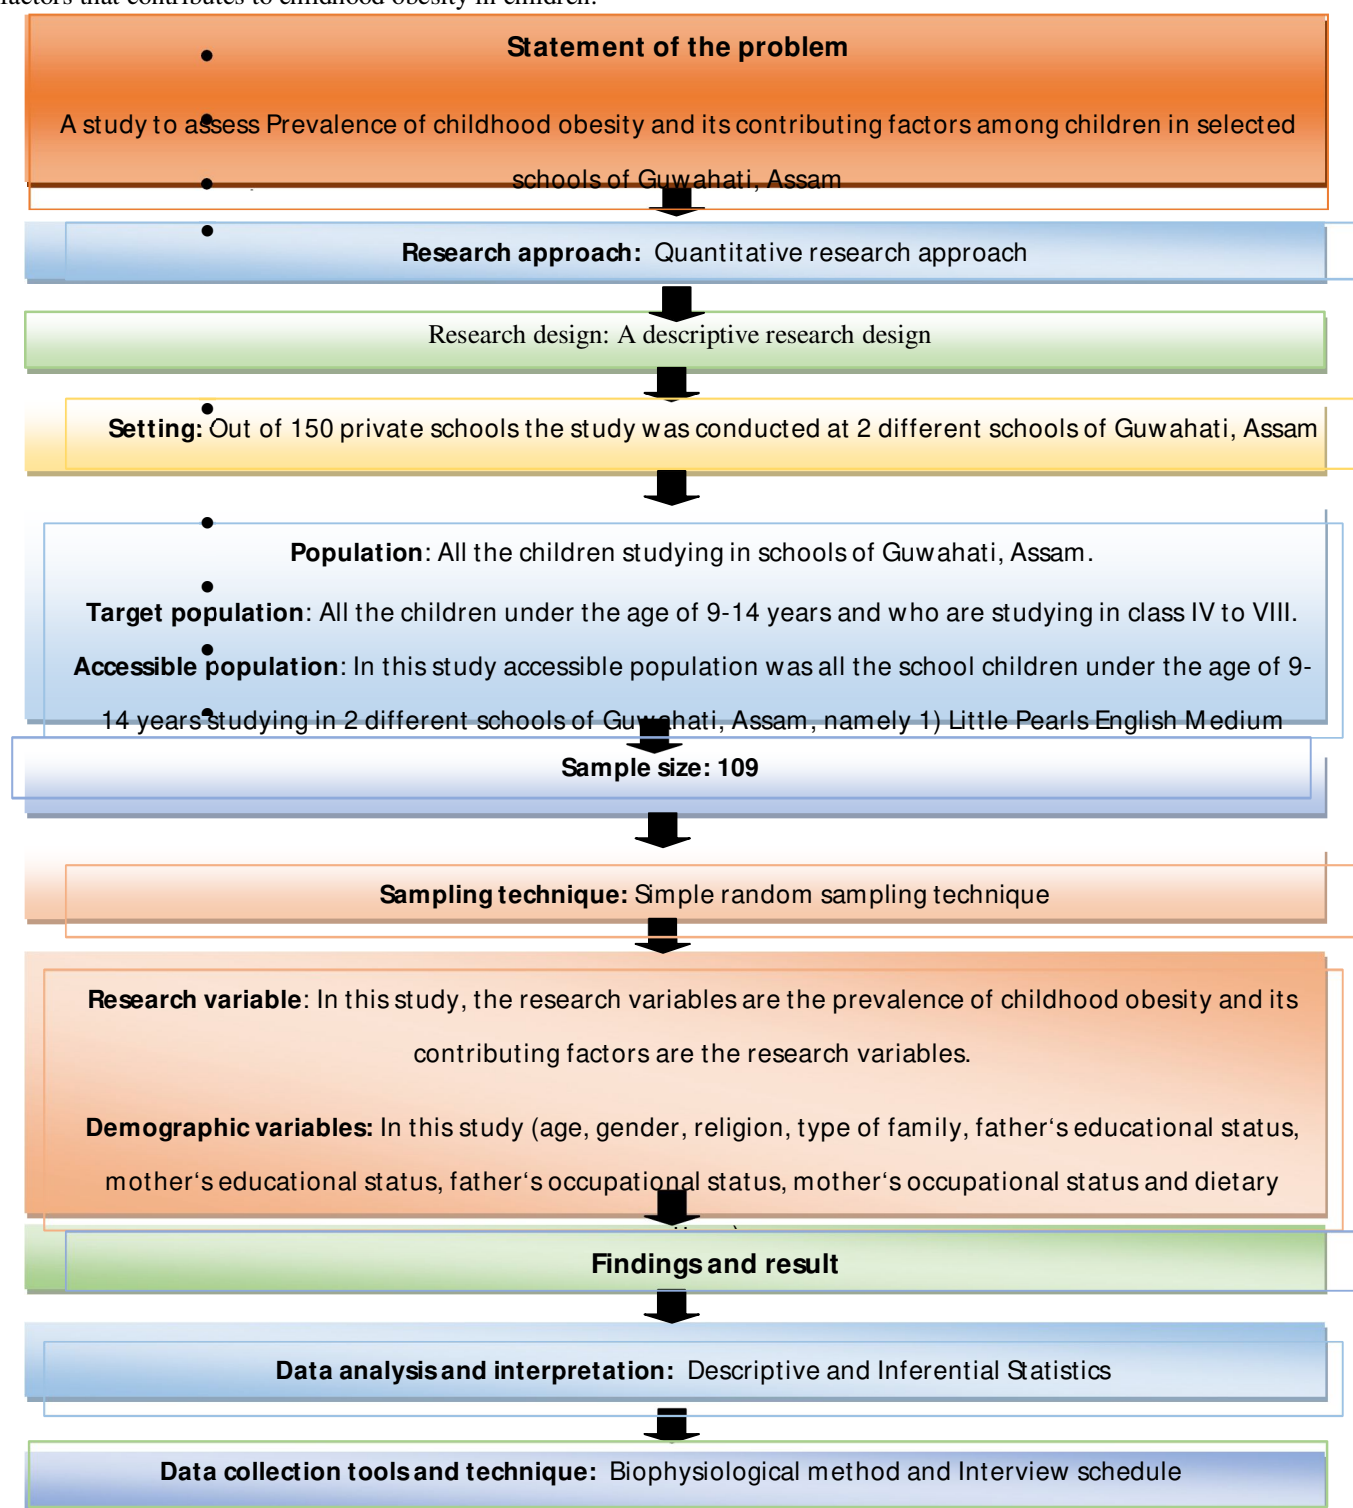 factors that contributes to childhood obesity in children.
Statement of the problem
A study to assess Prevalence of childhood obesity and its contributing factors among children in selected
schools of Guwahati, Assam
Research approach: Quantitative research approach
Research design: A descriptive research design
Setting: Out of 150 private schools the study was conducted at 2 different schools of Guwahati, Assam
Population: All the children studying in schools of Guwahati, Assam.
Target population: All the children under the age of 9-14 years and who are studying in class IV to VIII.
Accessible population: In this study accessible population was all the school children under the age of 9-
14 years studying in 2 different schools of Guwahati, Assam, namely 1) Little Pearls English Medium
Sample size: 109
Sampling technique: Simple random sampling technique
Research variable: In this study, the research variables are the prevalence of childhood obesity and its
contributing factors are the research variables.
Demographic variables: In this study (age, gender, religion, type of family, father‘s educational status,
mother‘s educational status, father‘s occupational status, mother‘s occupational status and dietary
Findings and result
Data analysis and interpretation: Descriptive and Inferential Statistics
Data collection tools and technique: Biophysiological method and Interview schedule